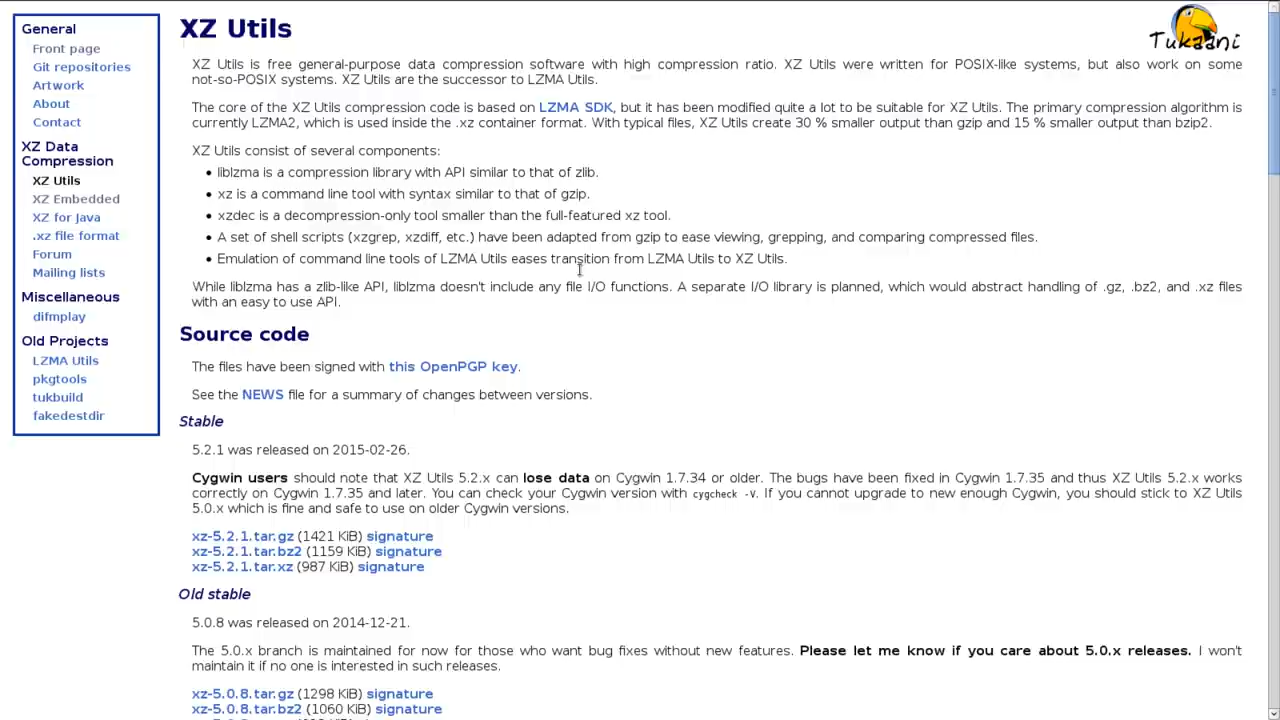 General
Front page
Git repositories
Artwork
About
Contact
XZ Data
Compression
XZ Utils
XZ Embedded
XZ for Java
.xz file format
Forum
Mailing lists
Miscellaneous
difmplay
Old Projects
LZMA Utils
pkgtools
tukbuild
fakedestdir
Tukaani
XZ Utils
XZ Utils is free general-purpose data compression software with high compression ratio. XZ Utils were written for POSIX-like systems, but also work on some
not-so-POSIX systems. XZ Utils are the successor to LZMA Utils.
The core of the XZ Utils compression code is based on LZMA SDK, but it has been modified quite a lot to be suitable for XZ Utils. The primary compression algorithm is
currently LZMA2, which is used inside the .xz container format. With typical files, XZ Utils create 30 % smaller output than gzip and 15 % smaller output than bzip2.
XZ Utils consist of several components:
• liblzma is a compression library with API similar to that of zlib.
• xz is a command line tool with syntax similar to that of gzip.
• xzdec is a decompression-only tool smaller than the full-featured xz tool.
• A set of shell scripts (xzgrep, xzdiff, etc.) have been adapted from gzip to ease viewing, grepping, and comparing compressed files.
• Emulation of command line tools of LZMA Utils eases transition from LZMA Utils to XZ Utils.
While liblzma has a zlib-like API, liblzma doesn't include any file I/O functions. A separate I/O library is planned, which would abstract handling of .gz, .bz2, and .xz files
with an easy to use API.
Source code
The files have been signed with this OpenPGP key.
See the NEWS file for a summary of changes between versions.
Stable
5.2.1 was released on 2015-02-26.
Cygwin users should note that XZ Utils 5.2.x can lose data on Cygwin 1.7.34 or older. The bugs have been fixed in Cygwin 1.7.35 and thus XZ Utils 5.2.x works
correctly on Cygwin 1.7.35 and later. You can check your Cygwin version with cygcheck -V. If you cannot upgrade to new enough Cygwin, you should stick to XZ Utils
5.0.x which is fine and safe to use on older Cygwin versions.
xz-5.2.1.tar.gz (1421 KiB) signature
xz-5.2.1.tar.bz2 (1159 KiB) signature
xz-5.2.1.tar.xz (987 KiB) signature
Old stable
5.0.8 was released on 2014-12-21.
The 5.0.x branch is maintained for now for those who want bug fixes without new features. Please let me know if you care about 5.0.x releases. I won't
maintain it if no one is interested in such releases.
xz-5.0.8.tar.gz (1298 KiB) signature
xz-5.0.8.tar.bz2 (1060 KiB) signature